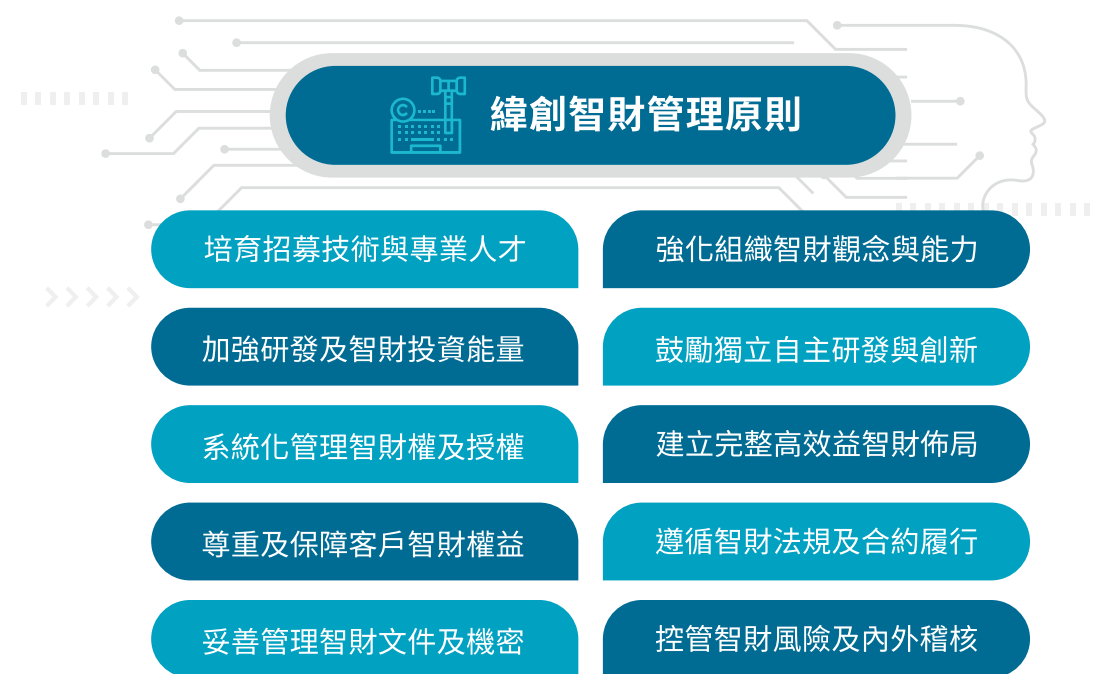 緯創智財管理原則
培育招募技術與專業人才
強化組織智財觀念與能力
加強研發及智財投資能量
鼓勵獨立自主研發與創新
系統化管理智財權及授權
建立完整高效益智財佈局
尊重及保障客戶智財權益
遵循智財法規及合約履行
妥善管理智財文件及機密
控管智財風險及內外稽核